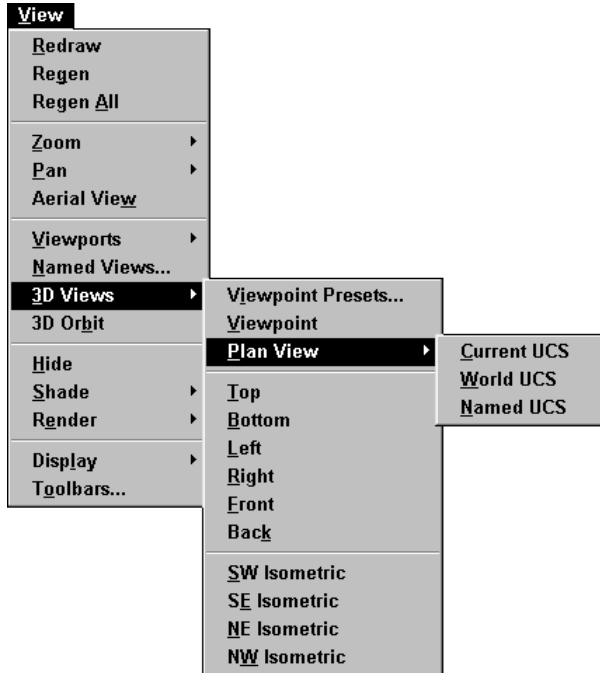 View
Redraw
Regen
Regen All
Zoom
Pan
Aerial View
Viewports
Named Views...
3D Views
3D Orbit
Hide
Shade
Render
Display
Toolbars...
Viewpoint Presets...
Viewpoint
Plan View
Top
Bottom
Left
Right
Front
Back
SW Isometric
SE Isometric
NE Isometric
NW Isometric
Current UCS
World UCS
Named UCS